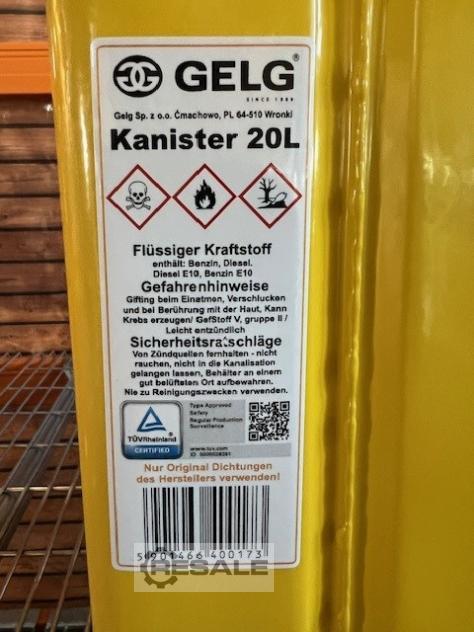 GELG®
SINCE 1989
Gelg Sp. z o.o. Ćmachowo, PL 64-510 Wronki
Kanister 20L
Flüssiger Kraftstoff
enthält: Benzin, Diesel.
Diesel E10, Benzin E10
Gefahrenhinweise
Gifting beim Einatmen, Verschlucken
und bei Berührung mit der Haut, Kann
Krebs erzeugen/ GefStoff V, gruppe II /
Leicht entzündlich
Sicherheitsratschläge
Von Zündquellen fernhalten - nicht
rauchen, nicht in die Kanalisation
gelangen lassen, Behälter an einem
gut belüfteten Ort aufbewahren.
Nie zu Reinigungszwecken verwenden.
TÜVRheinland
CERTIFIED
Type Approved
Safety
Regular Production
Surveillance
www.tuv.com
Nur Original Dichtungen
des Herstellers verwenden!
5 901466 400173
RESALE